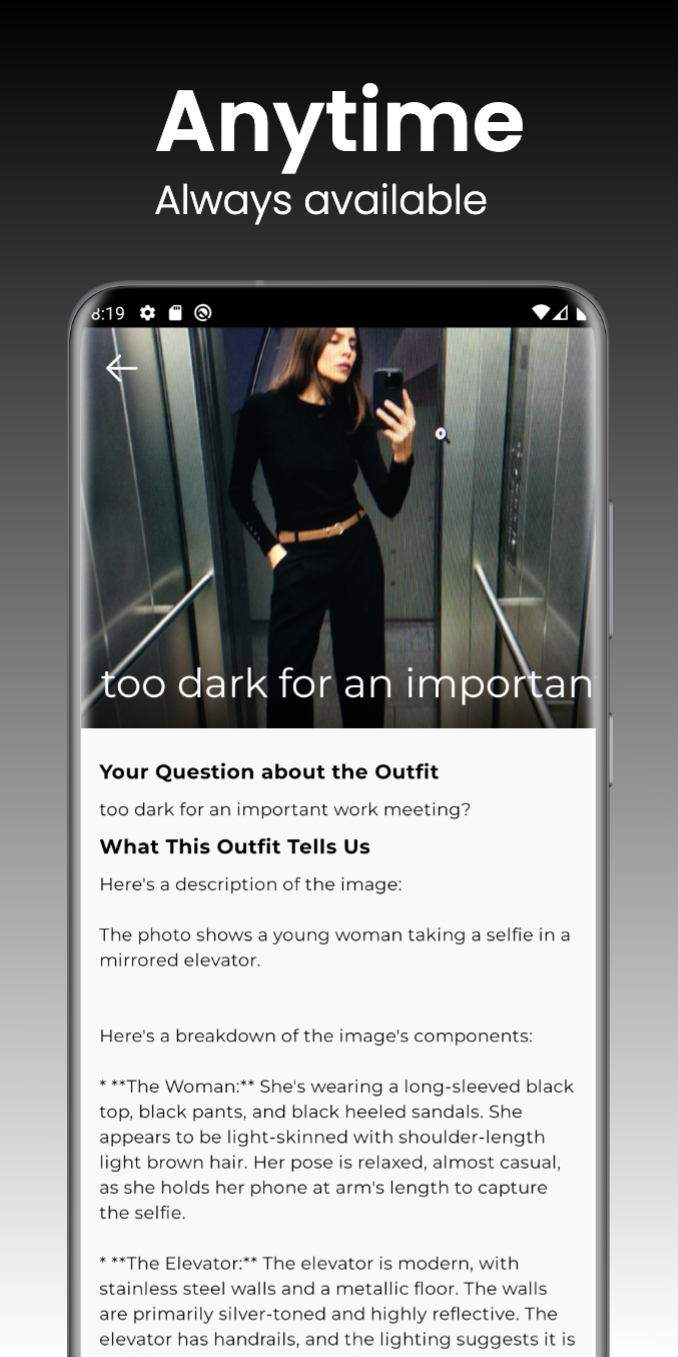 Anytime
Always available
8:19
too dark for an importan
Your Question about the Outfit
too dark for an important work meeting?
What This Outfit Tells Us
Here's a description of the image:
The photo shows a young woman taking a selfie in a
mirrored elevator.
Here's a breakdown of the image's components:
* **The Woman:** She's wearing a long-sleeved black
top, black pants, and black heeled sandals. She
appears to be light-skinned with shoulder-length
light brown hair. Her pose is relaxed, almost casual,
as she holds her phone at arm's length to capture
the selfie.
* **The Elevator:** The elevator is modern, with
stainless steel walls and a metallic floor. The walls
are primarily silver-toned and highly reflective. The
elevator has handrails, and the lighting suggests it is